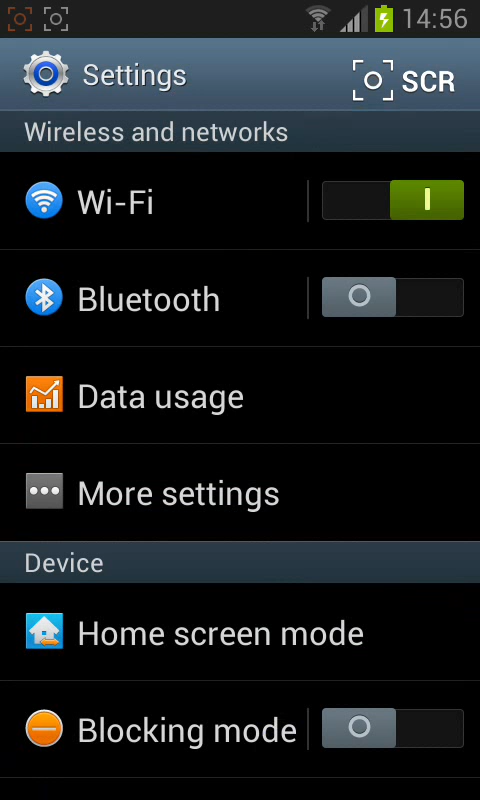 14:56
Settings
SCR
Wireless and networks
Wi-Fi
Bluetooth
Data usage
More settings
Device
Home screen mode
Blocking mode